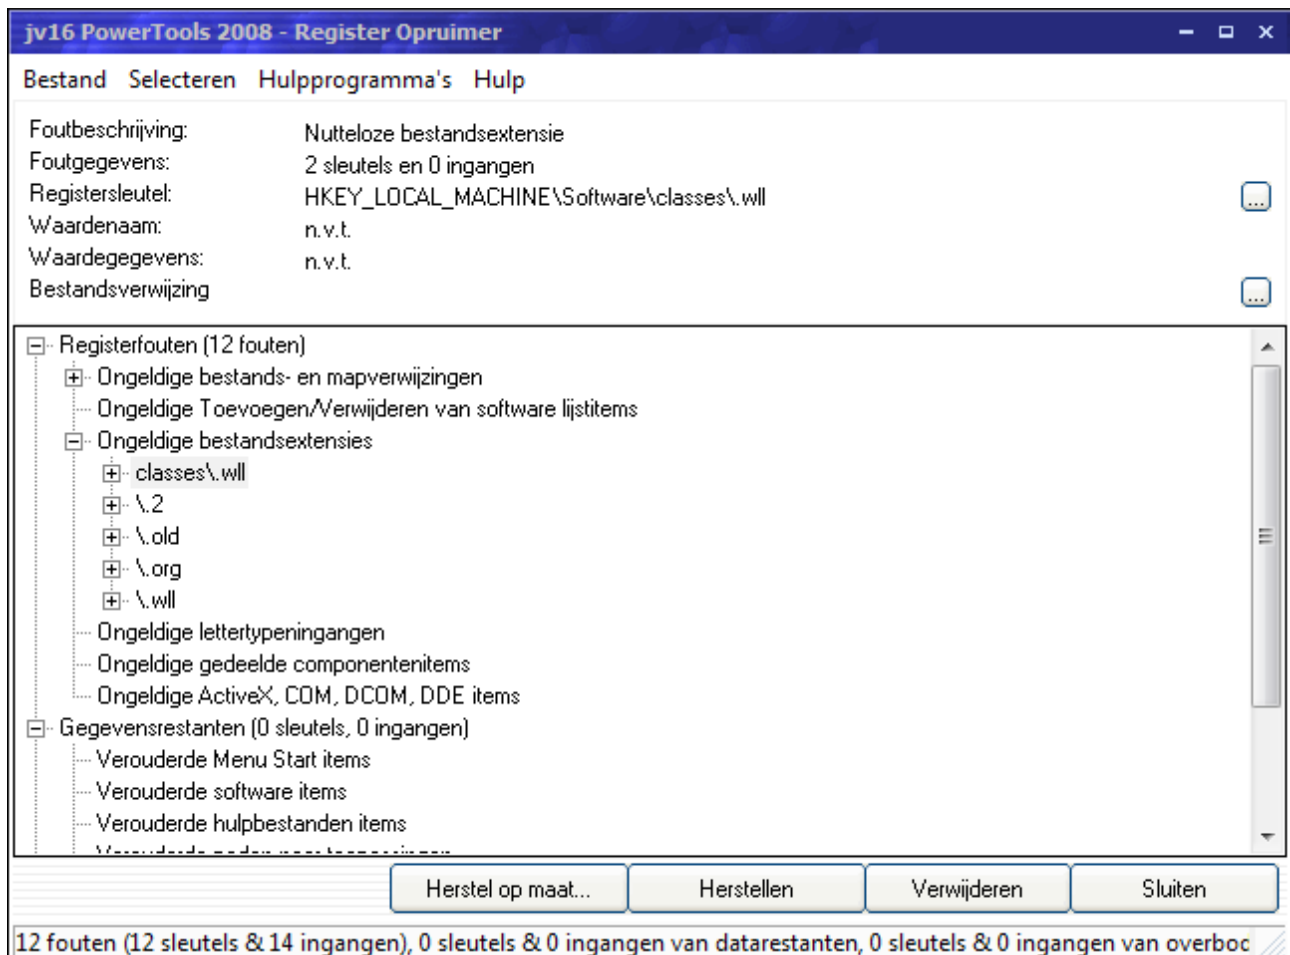 jv16 PowerTools 2008 - Register Opruimer
Bestand Selecteren Hulpprogramma's Hulp
Foutbeschrijving: Nutteloze bestandsextensie
Foutgegevens: 2 sleutels en 0 ingangen
Registersleutel: HKEY_LOCAL_MACHINE\Software\classes\.wll
...
Waardenaam: n.v.t.
Waardegegevens: n.v.t.
Bestandsverwijzing
...
Registerfouten (12 fouten)
Ongeldige bestands- en mapverwijzingen
Ongeldige Toevoegen/Verwijderen van software lijstitems
Ongeldige bestandsextensies
classes\.wll
\.2
\.old
\.org
\.wll
Ongeldige lettertypeningangen
Ongeldige gedeelde componentenitems
Ongeldige ActiveX, COM, DCOM, DDE items
Gegevensrestanten (0 sleutels, 0 ingangen)
Verouderde Menu Start items
Verouderde software items
Verouderde hulpbestanden items
Herstel op maat... Herstellen Verwijderen Sluiten
12 fouten (12 sleutels & 14 ingangen), 0 sleutels & 0 ingangen van datarestanten, 0 sleutels & 0 ingangen van overbod